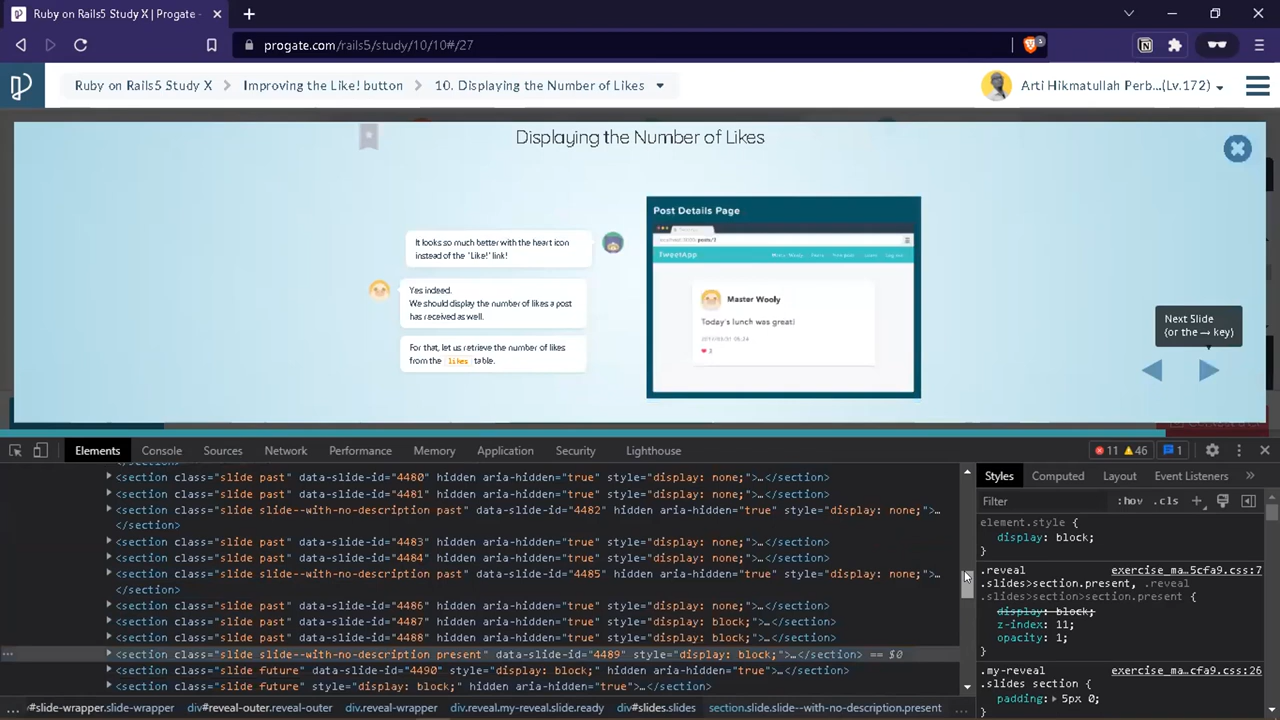 Ruby on Rails5 Study X | Progate -
progate.com/rails5/study/10/10#/27
3
Ruby on Rails5 Study X
Improving the Like! button
10. Displaying the Number of Likes
Arti Hikmatullah Perb...(Lv.172)
Displaying the Number of Likes
It looks so much better with the heart icon
instead of the 'Like!' link!
Yes indeed.
We should display the number of likes a post
has received as well.
For that, let us retrieve the number of likes
from the likes table.
Post Details Page
TweetApp
Log out
Master Wooly
Today's lunch was great!
Next Slide
(or the → key)
Elements
Console
Sources
Network
Performance
Memory
Application
Security
Lighthouse
11
46
1
</section>
<section class="slide past" data-slide-id="4480" hidden aria-hidden="true" style="display: none;">…</section>
<section class="slide past" data-slide-id="4481" hidden aria-hidden="true" style="display: none;">…</section>
<section class="slide slide--with-no-description past" data-slide-id="4482" hidden aria-hidden="true" style="display: none;">…
</section>
<section class="slide past" data-slide-id="4483" hidden aria-hidden="true" style="display: none;">…</section>
<section class="slide past" data-slide-id="4484" hidden aria-hidden="true" style="display: none;">…</section>
<section class="slide slide--with-no-description past" data-slide-id="4485" hidden aria-hidden="true" style="display: none;">…
</section>
<section class="slide past" data-slide-id="4486" hidden aria-hidden="true" style="display: none;">…</section>
<section class="slide past" data-slide-id="4487" hidden aria-hidden="true" style="display: block;">…</section>
<section class="slide past" data-slide-id="4488" hidden aria-hidden="true" style="display: block;">…</section>
<section class="slide slide--with-no-description present" data-slide-id="4489" style="display: block;">…</section> == $0
<section class="slide future" data-slide-id="4490" style="display: block;" hidden aria-hidden="true">…</section>
<section class="slide future" style="display: block;" hidden aria-hidden="true">…</section>
... #slide-wrapper.slide-wrapper div#reveal-outer.reveal-outer div.reveal-wrapper div.my-reveal.slide.ready div#slides.slides section.slide.slide--with-no-description.present ...
Styles
Computed
Layout
Event Listeners
Filter
:hov
.cls
element.style {
display: block;
}
.reveal exercise_ma…5cfa9.css:7
.slides>section.present, .reveal
.slides>section>section.present {
display: block;
z-index: 11;
opacity: 1;
}
.my-reveal exercise_ma…cfa9.css:26
.slides section {
padding: 5px 0;